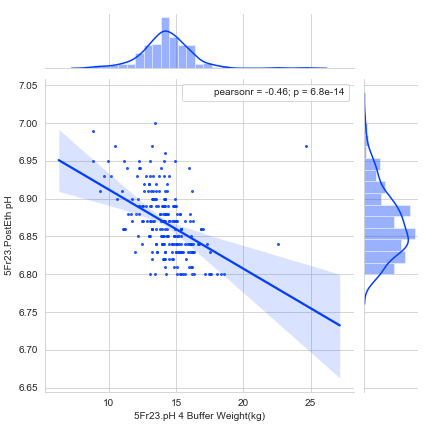 pearsonr = -0.46; p = 6.8e-14
7.05
7.00
6.95
6.90
6.85
6.80
6.75
6.70
6.65
5Fr23.PostEth pH
10 15 20 25
5Fr23.pH 4 Buffer Weight(kg)